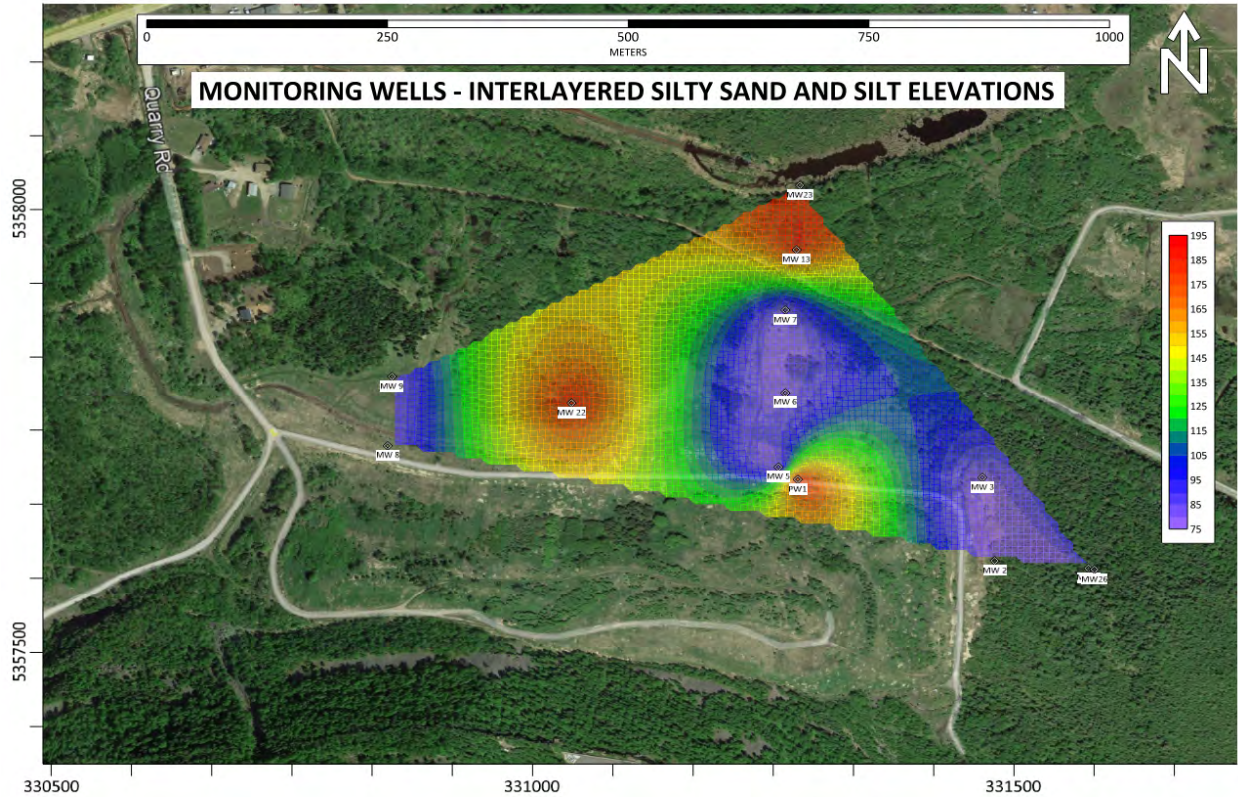 0 250 500 750 1000
METERS
N
MONITORING WELLS - INTERLAYERED SILTY SAND AND SILT ELEVATIONS
Quarry Rd
MW23
5358000
MW 13
195
185
175
165
155
145
135
125
115
105
95
85
75
MW 7
MW 9
MW 6
MW 22
MW 8
MW 5
PW1
MW 3
MW 2
MW26
5357500
330500 331000 331500